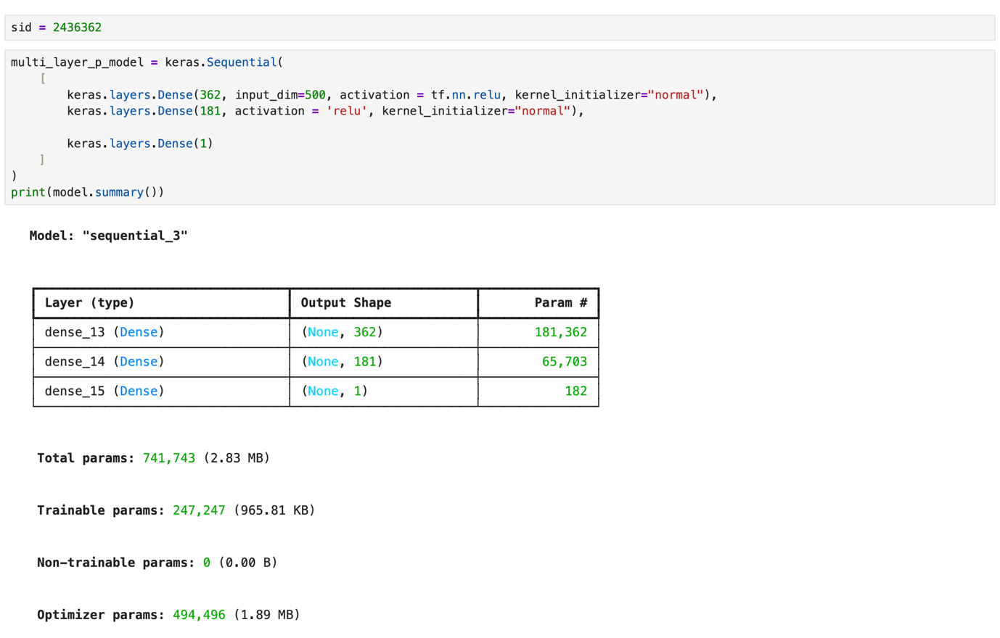 sid = 2436362
multi_layer_p_model = keras.Sequential(
[
keras.layers.Dense(362, input_dim=500, activation = tf.nn.relu, kernel_initializer="normal"),
keras.layers.Dense(181, activation = 'relu', kernel_initializer="normal"),
keras.layers.Dense(1)
]
)
print(model.summary())
Model: "sequential_3"
Layer (type) Output Shape Param #
dense_13 (Dense) (None, 362) 181,362
dense_14 (Dense) (None, 181) 65,703
dense_15 (Dense) (None, 1) 182
Total params: 741,743 (2.83 MB)
Trainable params: 247,247 (965.81 KB)
Non-trainable params: 0 (0.00 B)
Optimizer params: 494,496 (1.89 MB)